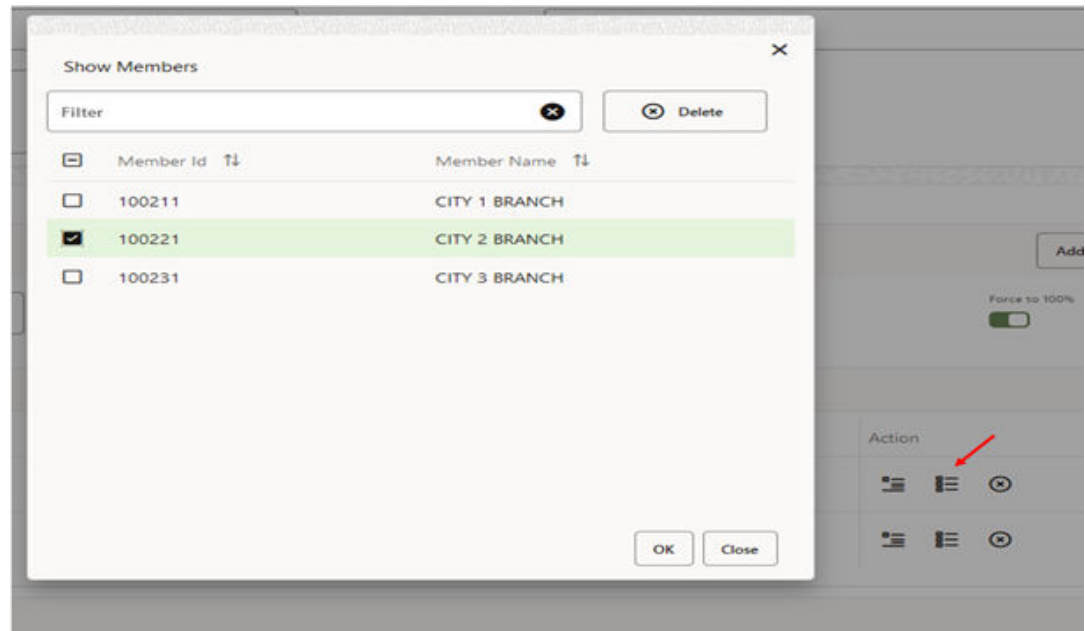 Show Members
Filter
Delete
Member Id Member Name
100211 CITY 1 BRANCH
100221 CITY 2 BRANCH
100231 CITY 3 BRANCH
OK Close
Add
Force to 100%
Action